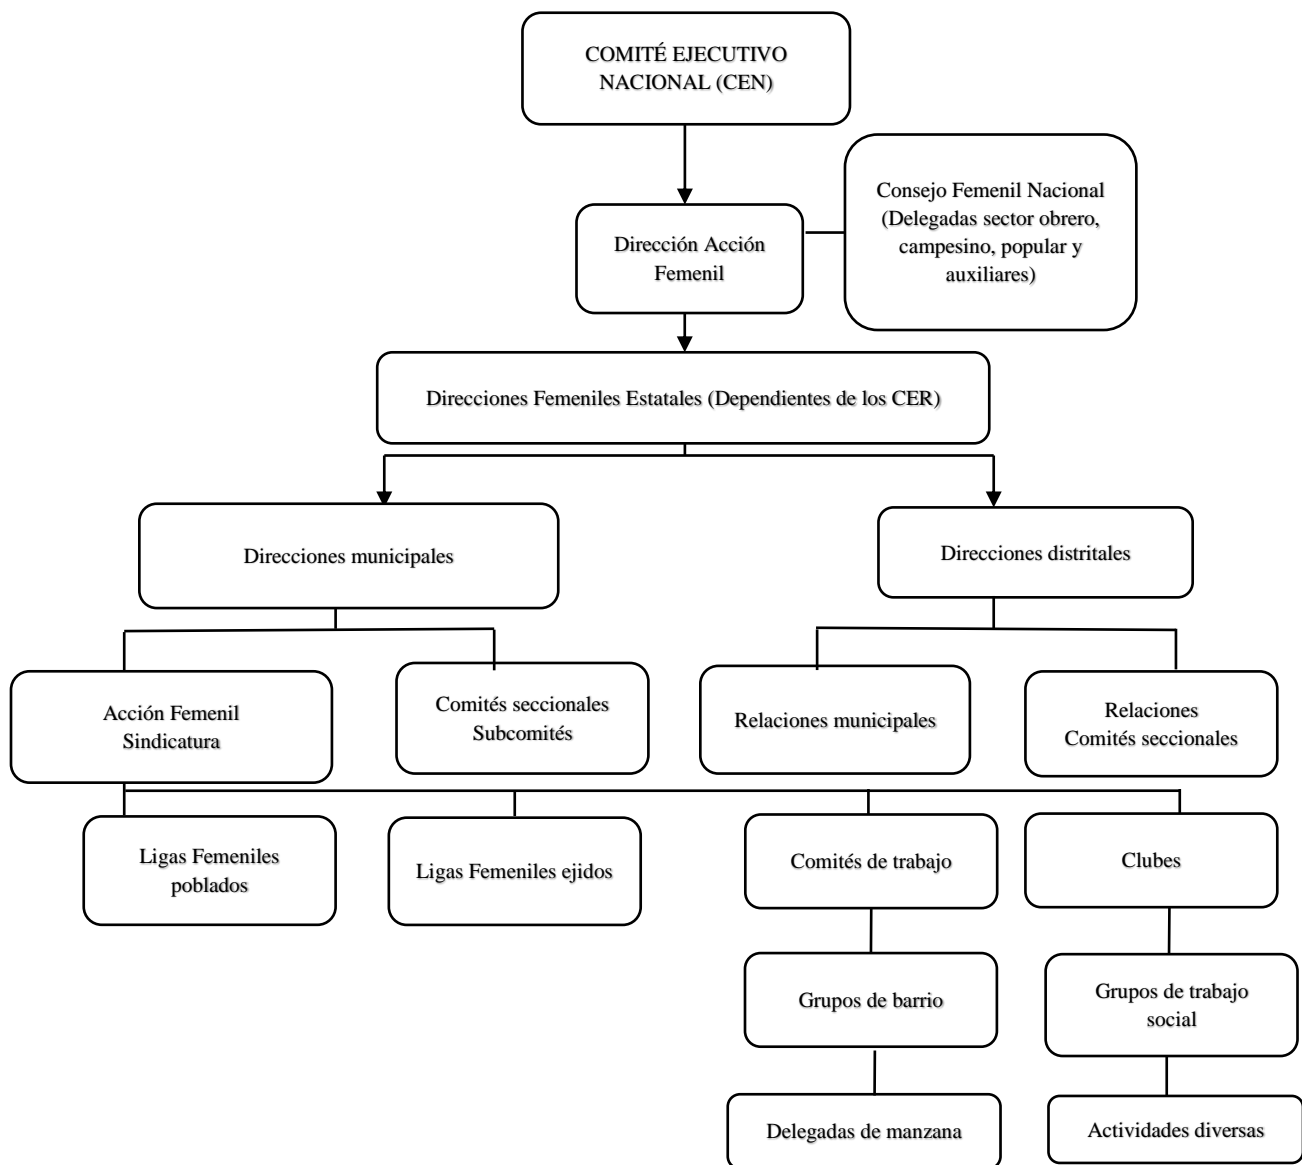 COMITÉ EJECUTIVO
NACIONAL (CEN)
Consejo Femenil Nacional
(Delegadas sector obrero,
campesino, popular y
auxiliares)
Dirección Acción
Femenil
Direcciones Femeniles Estatales (Dependientes de los CER)
Direcciones municipales
Direcciones distritales
Acción Femenil
Sindicatura
Comités seccionales
Subcomités
Relaciones municipales
Relaciones
Comités seccionales
Ligas Femeniles
poblados
Ligas Femeniles ejidos
Comités de trabajo
Clubes
Grupos de barrio
Grupos de trabajo
social
Delegadas de manzana
Actividades diversas